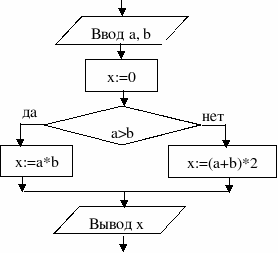 Ввод a, b
x:=0
да
нет
a>b
x:=a*b
x:=(a+b)*2
Вывод x